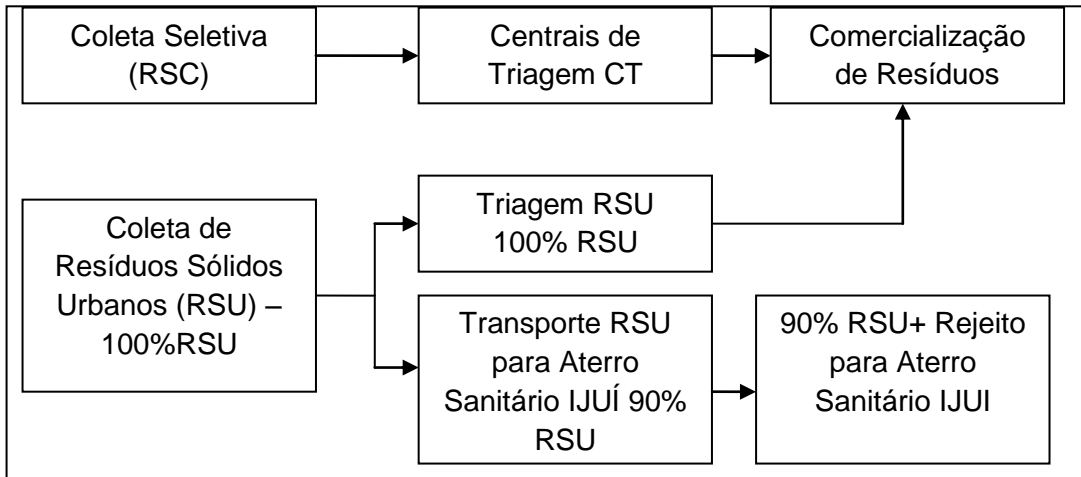 Coleta Seletiva
(RSC)
Centrais de
Triagem CT
Comercialização
de Resíduos
Coleta de
Resíduos Sólidos
Urbanos (RSU) –
100%RSU
Triagem RSU
100% RSU
Transporte RSU
para Aterro
Sanitário IJUÍ 90%
RSU
90% RSU+ Rejeito
para Aterro
Sanitário IJUI